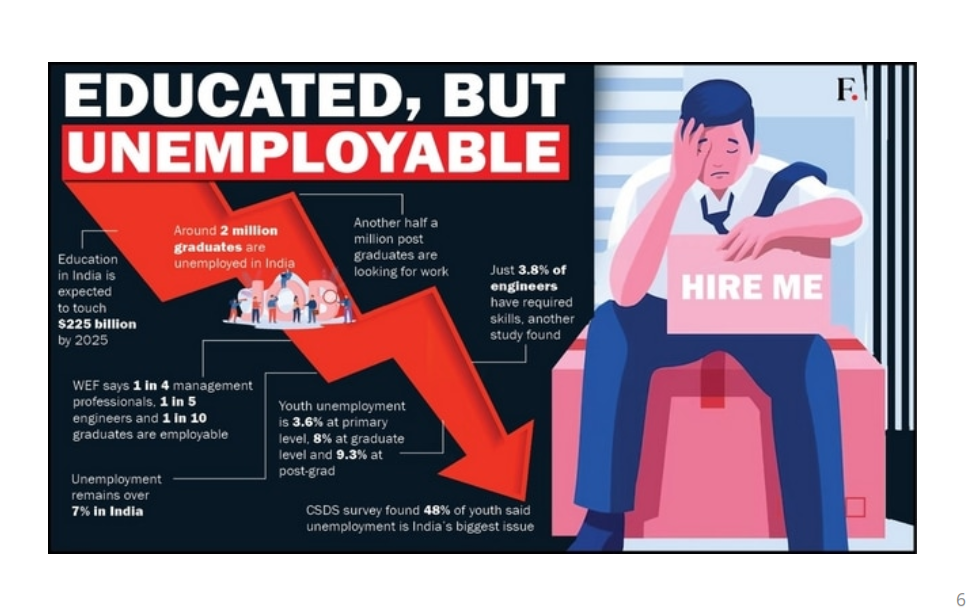 EDUCATED, BUT
UNEMPLOYABLE
F.
Education
in India is
expected
to touch
$225 billion
by 2025
Around 2 million
graduates are
unemployed in India
JOB
Another half a
million post
graduates are
looking for work
Just 3.8% of
engineers
have required
skills, another
study found
HIRE ME
WEF says 1 in 4 management
professionals, 1 in 5
engineers and 1 in 10
graduates are employable
Youth unemployment
is 3.6% at primary
level, 8% at graduate
level and 9.3% at
post-grad
Unemployment
remains over
7% in India
CSDS survey found 48% of youth said
unemployment is India's biggest issue
6